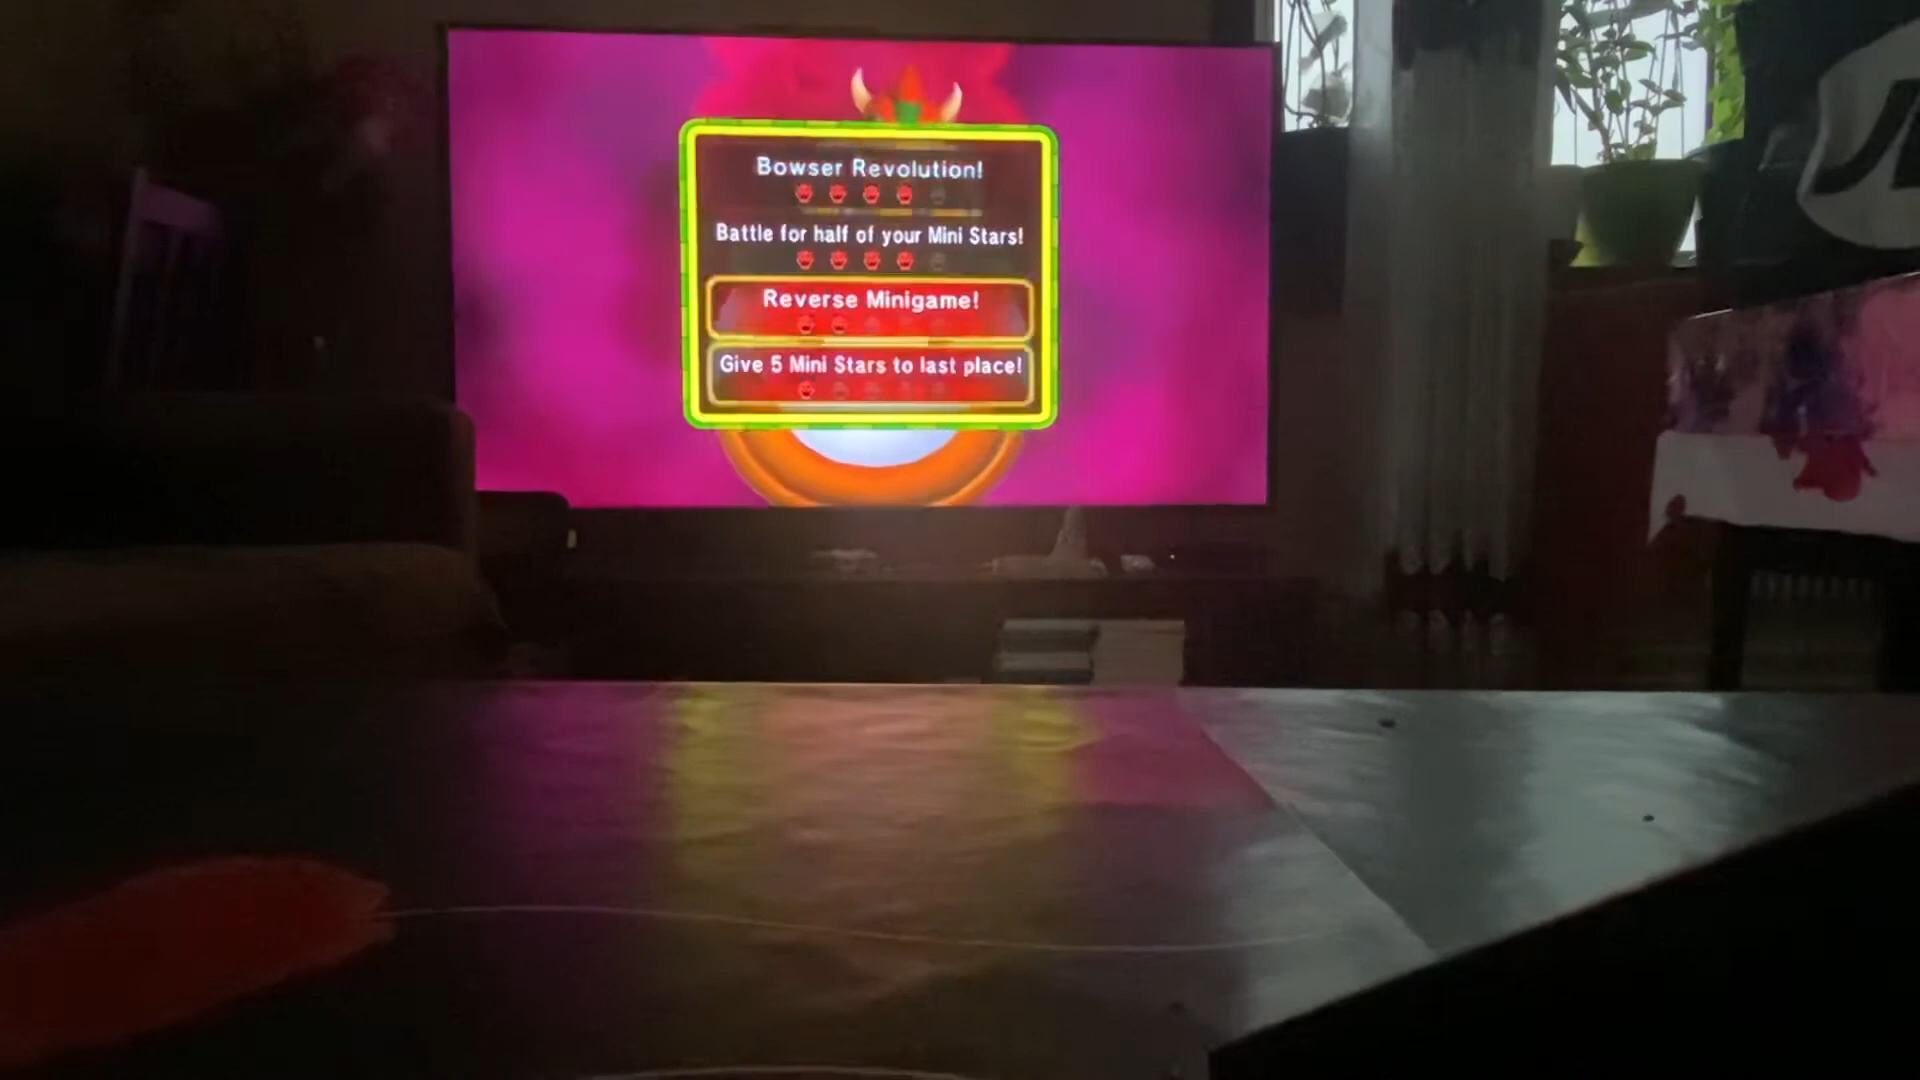 Bowser Revolution!
Battle for half of your Mini Stars!
Reverse Minigame!
Give 5 Mini Stars to last place!